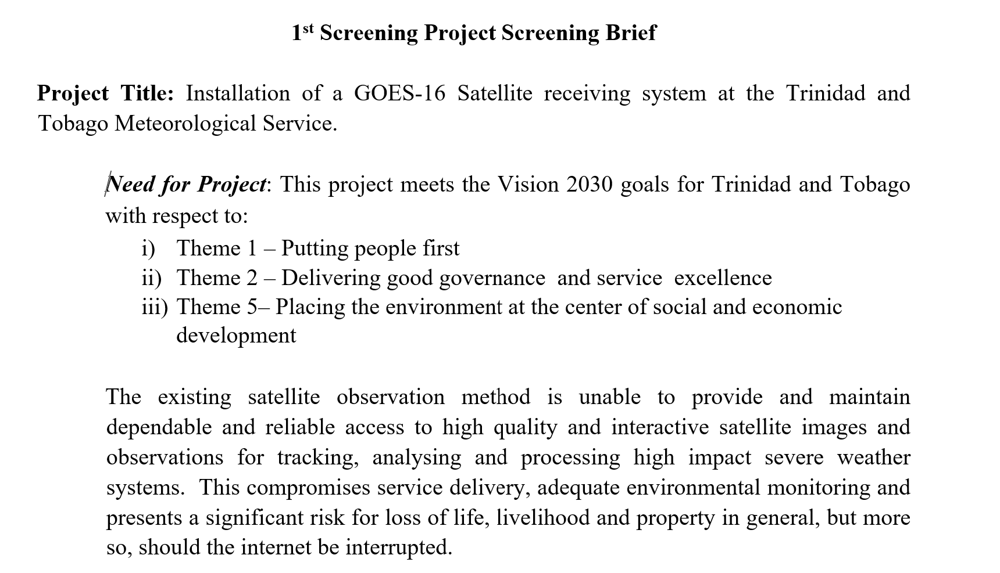 1st Screening Project Screening Brief
Project Title: Installation of a GOES-16 Satellite receiving system at the Trinidad and
Tobago Meteorological Service.
Need for Project: This project meets the Vision 2030 goals for Trinidad and Tobago
with respect to:
i) Theme 1 – Putting people first
ii) Theme 2 – Delivering good governance and service excellence
iii) Theme 5– Placing the environment at the center of social and economic
development
The existing satellite observation method is unable to provide and maintain
dependable and reliable access to high quality and interactive satellite images and
observations for tracking, analysing and processing high impact severe weather
systems. This compromises service delivery, adequate environmental monitoring and
presents a significant risk for loss of life, livelihood and property in general, but more
so, should the internet be interrupted.